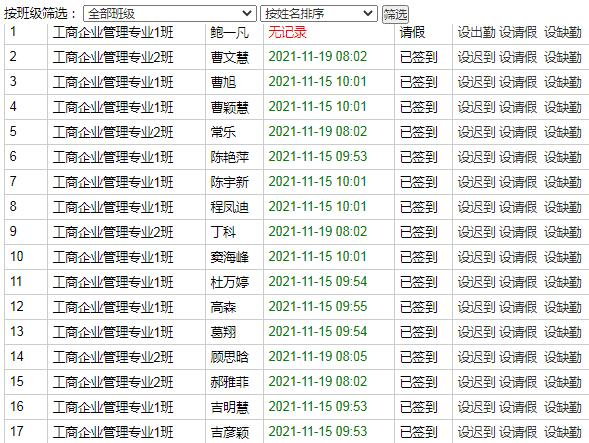 按班级筛选： 全部班级 按姓名排序 筛选
1 工商企业管理专业1班 鲍一凡 无记录 请假 设出勤 设请假 设缺勤
2 工商企业管理专业2班 曹文慧 2021-11-19 08:02 已签到 设迟到 设请假 设缺勤
3 工商企业管理专业1班 曹旭 2021-11-15 10:01 已签到 设迟到 设请假 设缺勤
4 工商企业管理专业1班 曹颖慧 2021-11-15 10:01 已签到 设迟到 设请假 设缺勤
5 工商企业管理专业2班 常乐 2021-11-19 08:02 已签到 设迟到 设请假 设缺勤
6 工商企业管理专业1班 陈艳萍 2021-11-15 09:53 已签到 设迟到 设请假 设缺勤
7 工商企业管理专业1班 陈宇新 2021-11-15 10:01 已签到 设迟到 设请假 设缺勤
8 工商企业管理专业1班 程凤迪 2021-11-15 10:01 已签到 设迟到 设请假 设缺勤
9 工商企业管理专业2班 丁科 2021-11-19 08:02 已签到 设迟到 设请假 设缺勤
10 工商企业管理专业1班 窦海峰 2021-11-15 10:01 已签到 设迟到 设请假 设缺勤
11 工商企业管理专业1班 杜万婷 2021-11-15 09:54 已签到 设迟到 设请假 设缺勤
12 工商企业管理专业1班 高森 2021-11-15 09:55 已签到 设迟到 设请假 设缺勤
13 工商企业管理专业1班 葛翔 2021-11-15 09:54 已签到 设迟到 设请假 设缺勤
14 工商企业管理专业2班 顾思晗 2021-11-19 08:05 已签到 设迟到 设请假 设缺勤
15 工商企业管理专业2班 郝雅菲 2021-11-19 08:02 已签到 设迟到 设请假 设缺勤
16 工商企业管理专业1班 吉明慧 2021-11-15 09:53 已签到 设迟到 设请假 设缺勤
17 工商企业管理专业1班 吉彦颖 2021-11-15 09:53 已签到 设迟到 设请假 设缺勤